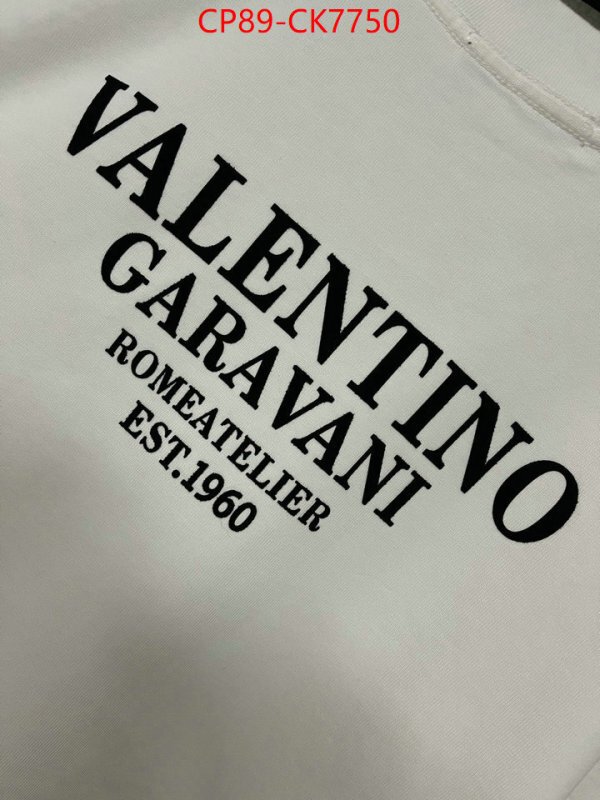 CP89-CK7750
VALENTINO
GARAVANI
ROMEATELIER
EST.1960